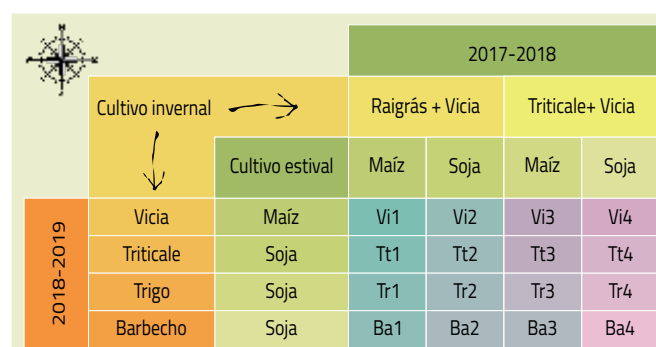 2017-2018
Cultivo invernal Raigrás + Vicia Triticale+ Vicia
Cultivo estival Maíz Soja Maíz Soja
2018-2019
Vicia Maíz Vi1 Vi2 Vi3 Vi4
Triticale Soja Tt1 Tt2 Tt3 Tt4
Trigo Soja Tr1 Tr2 Tr3 Tr4
Barbecho Soja Ba1 Ba2 Ba3 Ba4